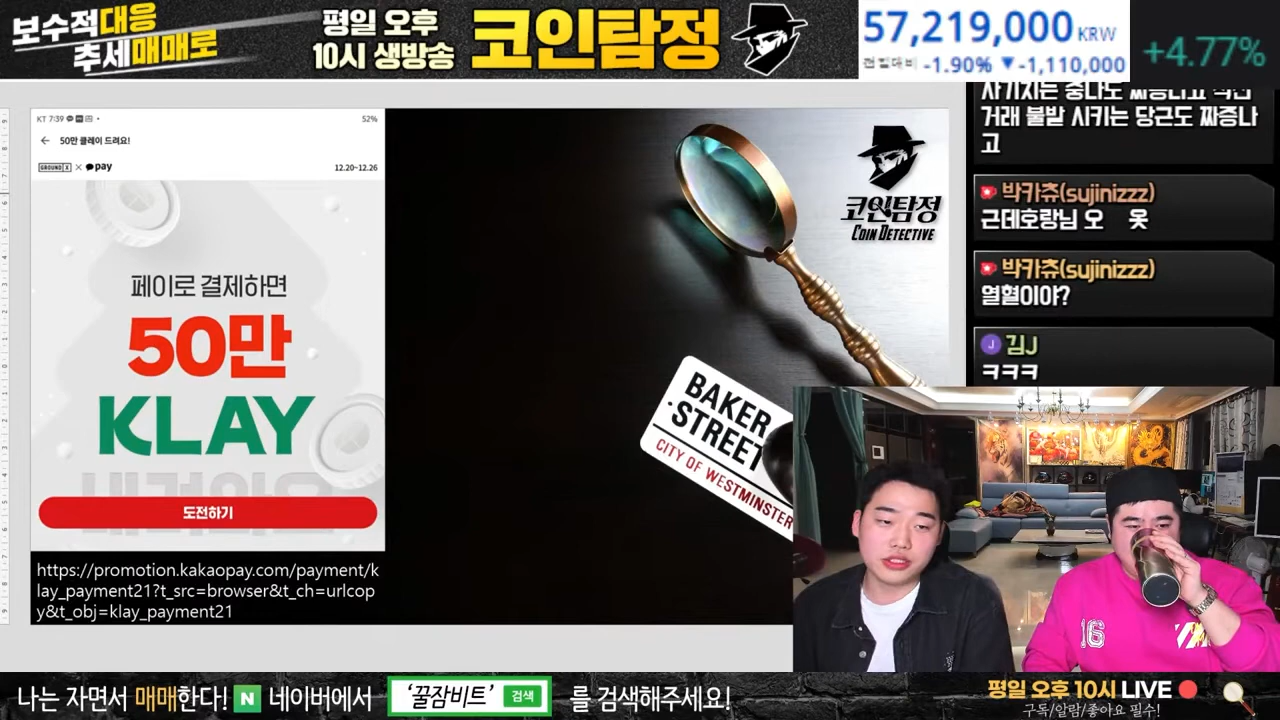 보수적대응
추세매매로
평일 오후
10시 생방송
코인탐정
57,219,000 KRW
전일대비 -1.90% ▼-1,110,000
+4.77%
KT 7:39
52%
← 50만 클레이 드려요!
GROUND X × pay
12.20~12.26
페이로 결제하면
50만
KLAY
도전하기
https://promotion.kakaopay.com/payment/k
lay_payment21?t_src=browser&t_ch=urlcop
y&t_obj=klay_payment21
코인탐정
COIN DETECTIVE
BAKER
STREET
CITY OF WESTMINSTER
거래 불발 시키는 당근도 짜증나
고
박카츄(sujinizzz)
근데호랑님 오 옷
박카츄(sujinizzz)
열혈이야?
J 김J
ㅋㅋㅋ
16
나는 자면서 매매한다! N 네이버에서 '꿀잠비트' 검색 를 검색해주세요!
평일 오후 10시 LIVE
구독/알람/좋아요 필수!